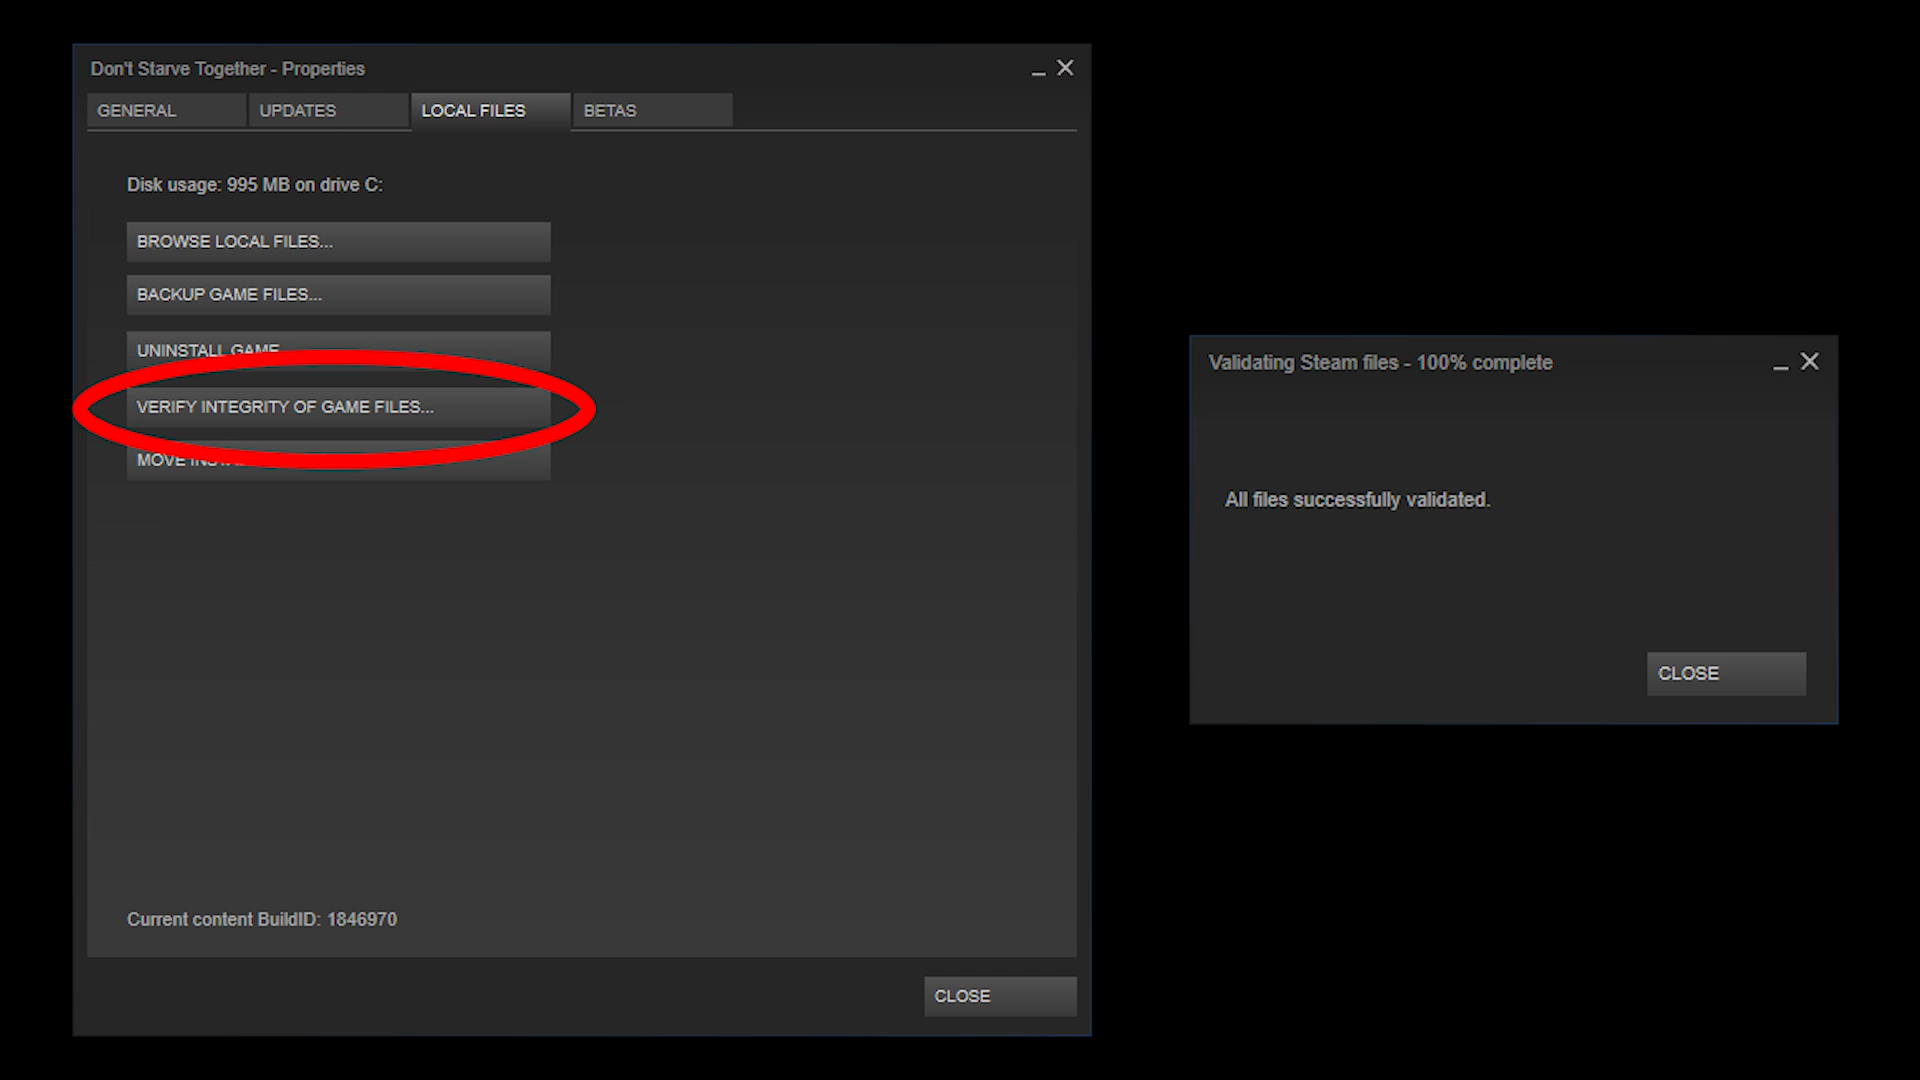 Don't Starve Together - Properties
GENERAL
UPDATES
LOCAL FILES
BETAS
Disk usage: 995 MB on drive C:
BROWSE LOCAL FILES...
BACKUP GAME FILES...
UNINSTALL GAME
VERIFY INTEGRITY OF GAME FILES...
MOVE
Current content BuildID: 1846970
CLOSE
Validating Steam files - 100% complete
All files successfully validated.
CLOSE